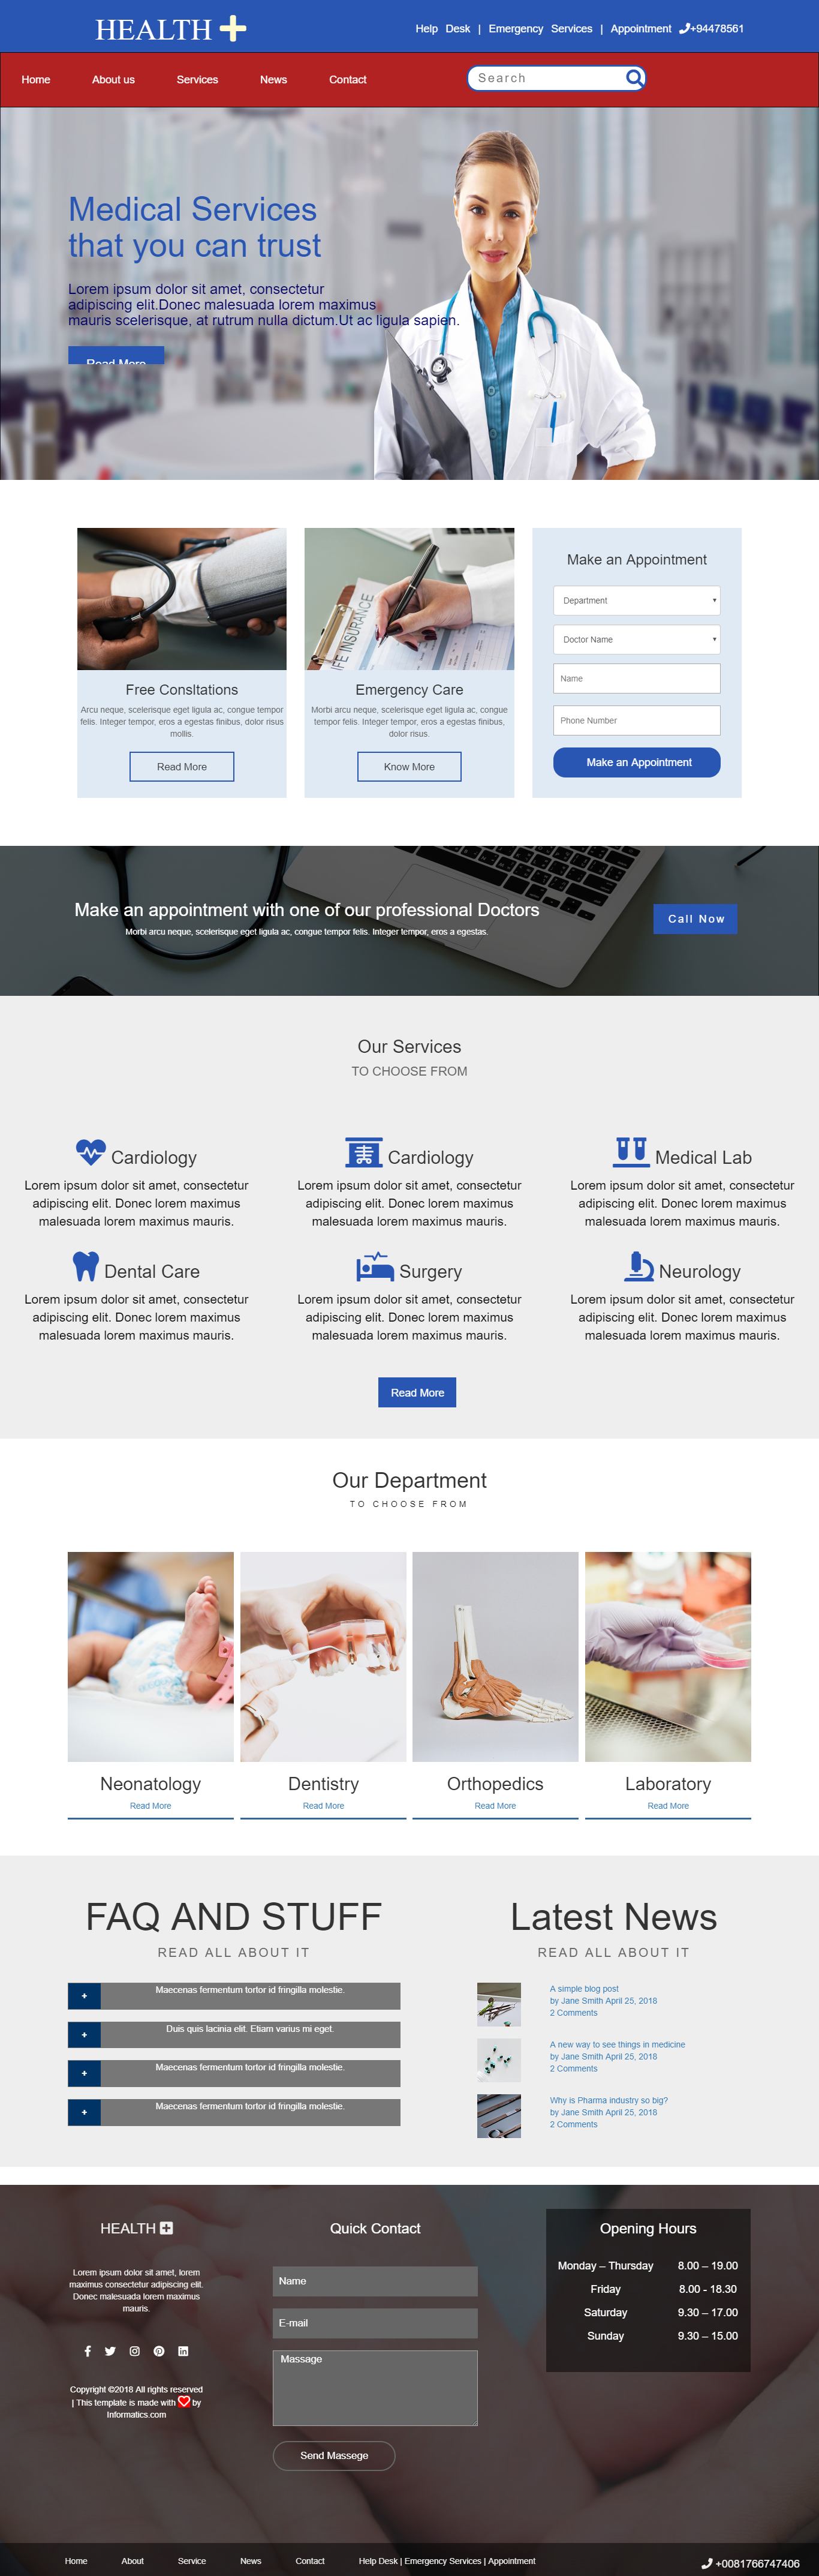 HEALTH
Help Desk | Emergency Services | Appointment +94478561
Home About us Services News Contact Search
Medical Services
that you can trust
Lorem ipsum dolor sit amet, consectetur
adipiscing elit.Donec malesuada lorem maximus
mauris scelerisque, at rutrum nulla dictum.Ut ac ligula sapien.
Read More
LIFE INSURANCE
Free Consltations
Arcu neque, scelerisque eget ligula ac, congue tempor
felis. Integer tempor, eros a egestas finibus, dolor risus
mollis.
Read More
Emergency Care
Morbi arcu neque, scelerisque eget ligula ac, congue
tempor felis. Integer tempor, eros a egestas finibus,
dolor risus.
Know More
Make an Appointment
Department
Doctor Name
Name
Phone Number
Make an Appointment
Make an appointment with one of our professional Doctors
Morbi arcu neque, scelerisque eget ligula ac, congue tempor felis. Integer tempor, eros a egestas.
Call Now
Our Services
TO CHOOSE FROM
Cardiology
Lorem ipsum dolor sit amet, consectetur
adipiscing elit. Donec lorem maximus
malesuada lorem maximus mauris.
Cardiology
Lorem ipsum dolor sit amet, consectetur
adipiscing elit. Donec lorem maximus
malesuada lorem maximus mauris.
Medical Lab
Lorem ipsum dolor sit amet, consectetur
adipiscing elit. Donec lorem maximus
malesuada lorem maximus mauris.
Dental Care
Lorem ipsum dolor sit amet, consectetur
adipiscing elit. Donec lorem maximus
malesuada lorem maximus mauris.
Surgery
Lorem ipsum dolor sit amet, consectetur
adipiscing elit. Donec lorem maximus
malesuada lorem maximus mauris.
Neurology
Lorem ipsum dolor sit amet, consectetur
adipiscing elit. Donec lorem maximus
malesuada lorem maximus mauris.
Read More
Our Department
TO CHOOSE FROM
Neonatology
Read More
Dentistry
Read More
Orthopedics
Read More
Laboratory
Read More
FAQ AND STUFF
READ ALL ABOUT IT
+ Maecenas fermentum tortor id fringilla molestie.
+ Duis quis lacinia elit. Etiam varius mi eget.
+ Maecenas fermentum tortor id fringilla molestie.
+ Maecenas fermentum tortor id fringilla molestie.
Latest News
READ ALL ABOUT IT
A simple blog post
by Jane Smith April 25, 2018
2 Comments
A new way to see things in medicine
by Jane Smith April 25, 2018
2 Comments
Why is Pharma industry so big?
by Jane Smith April 25, 2018
2 Comments
HEALTH
Lorem ipsum dolor sit amet, lorem
maximus consectetur adipiscing elit.
Donec malesuada lorem maximus
mauris.
Copyright ©2018 All rights reserved
| This template is made with by
Informatics.com
Quick Contact
Name
E-mail
Massage
Send Massege
Opening Hours
Monday – Thursday 8.00 – 19.00
Friday 8.00 - 18.30
Saturday 9.30 – 17.00
Sunday 9.30 – 15.00
Home About Service News Contact Help Desk | Emergency Services | Appointment +0081766747406